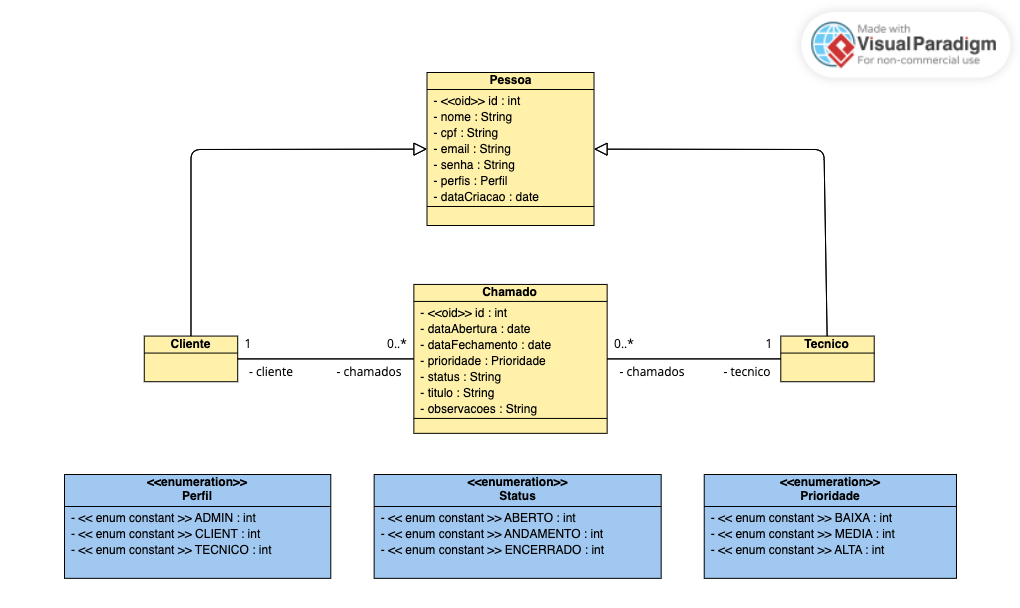 Made with
Visual Paradigm
For non-commercial use
Pessoa
- <<oid>> id : int
- nome : String
- cpf : String
- email : String
- senha : String
- perfis : Perfil
- dataCriacao : date
Chamado
- <<oid>> id : int
- dataAbertura : date
- dataFechamento : date
- prioridade : Prioridade
- status : String
- titulo : String
- observacoes : String
Cliente
1
0..*
- cliente
- chamados
0..*
1
- chamados
- tecnico
Tecnico
<<enumeration>>
Perfil
- << enum constant >> ADMIN : int
- << enum constant >> CLIENT : int
- << enum constant >> TECNICO : int
<<enumeration>>
Status
- << enum constant >> ABERTO : int
- << enum constant >> ANDAMENTO : int
- << enum constant >> ENCERRADO : int
<<enumeration>>
Prioridade
- << enum constant >> BAIXA : int
- << enum constant >> MEDIA : int
- << enum constant >> ALTA : int